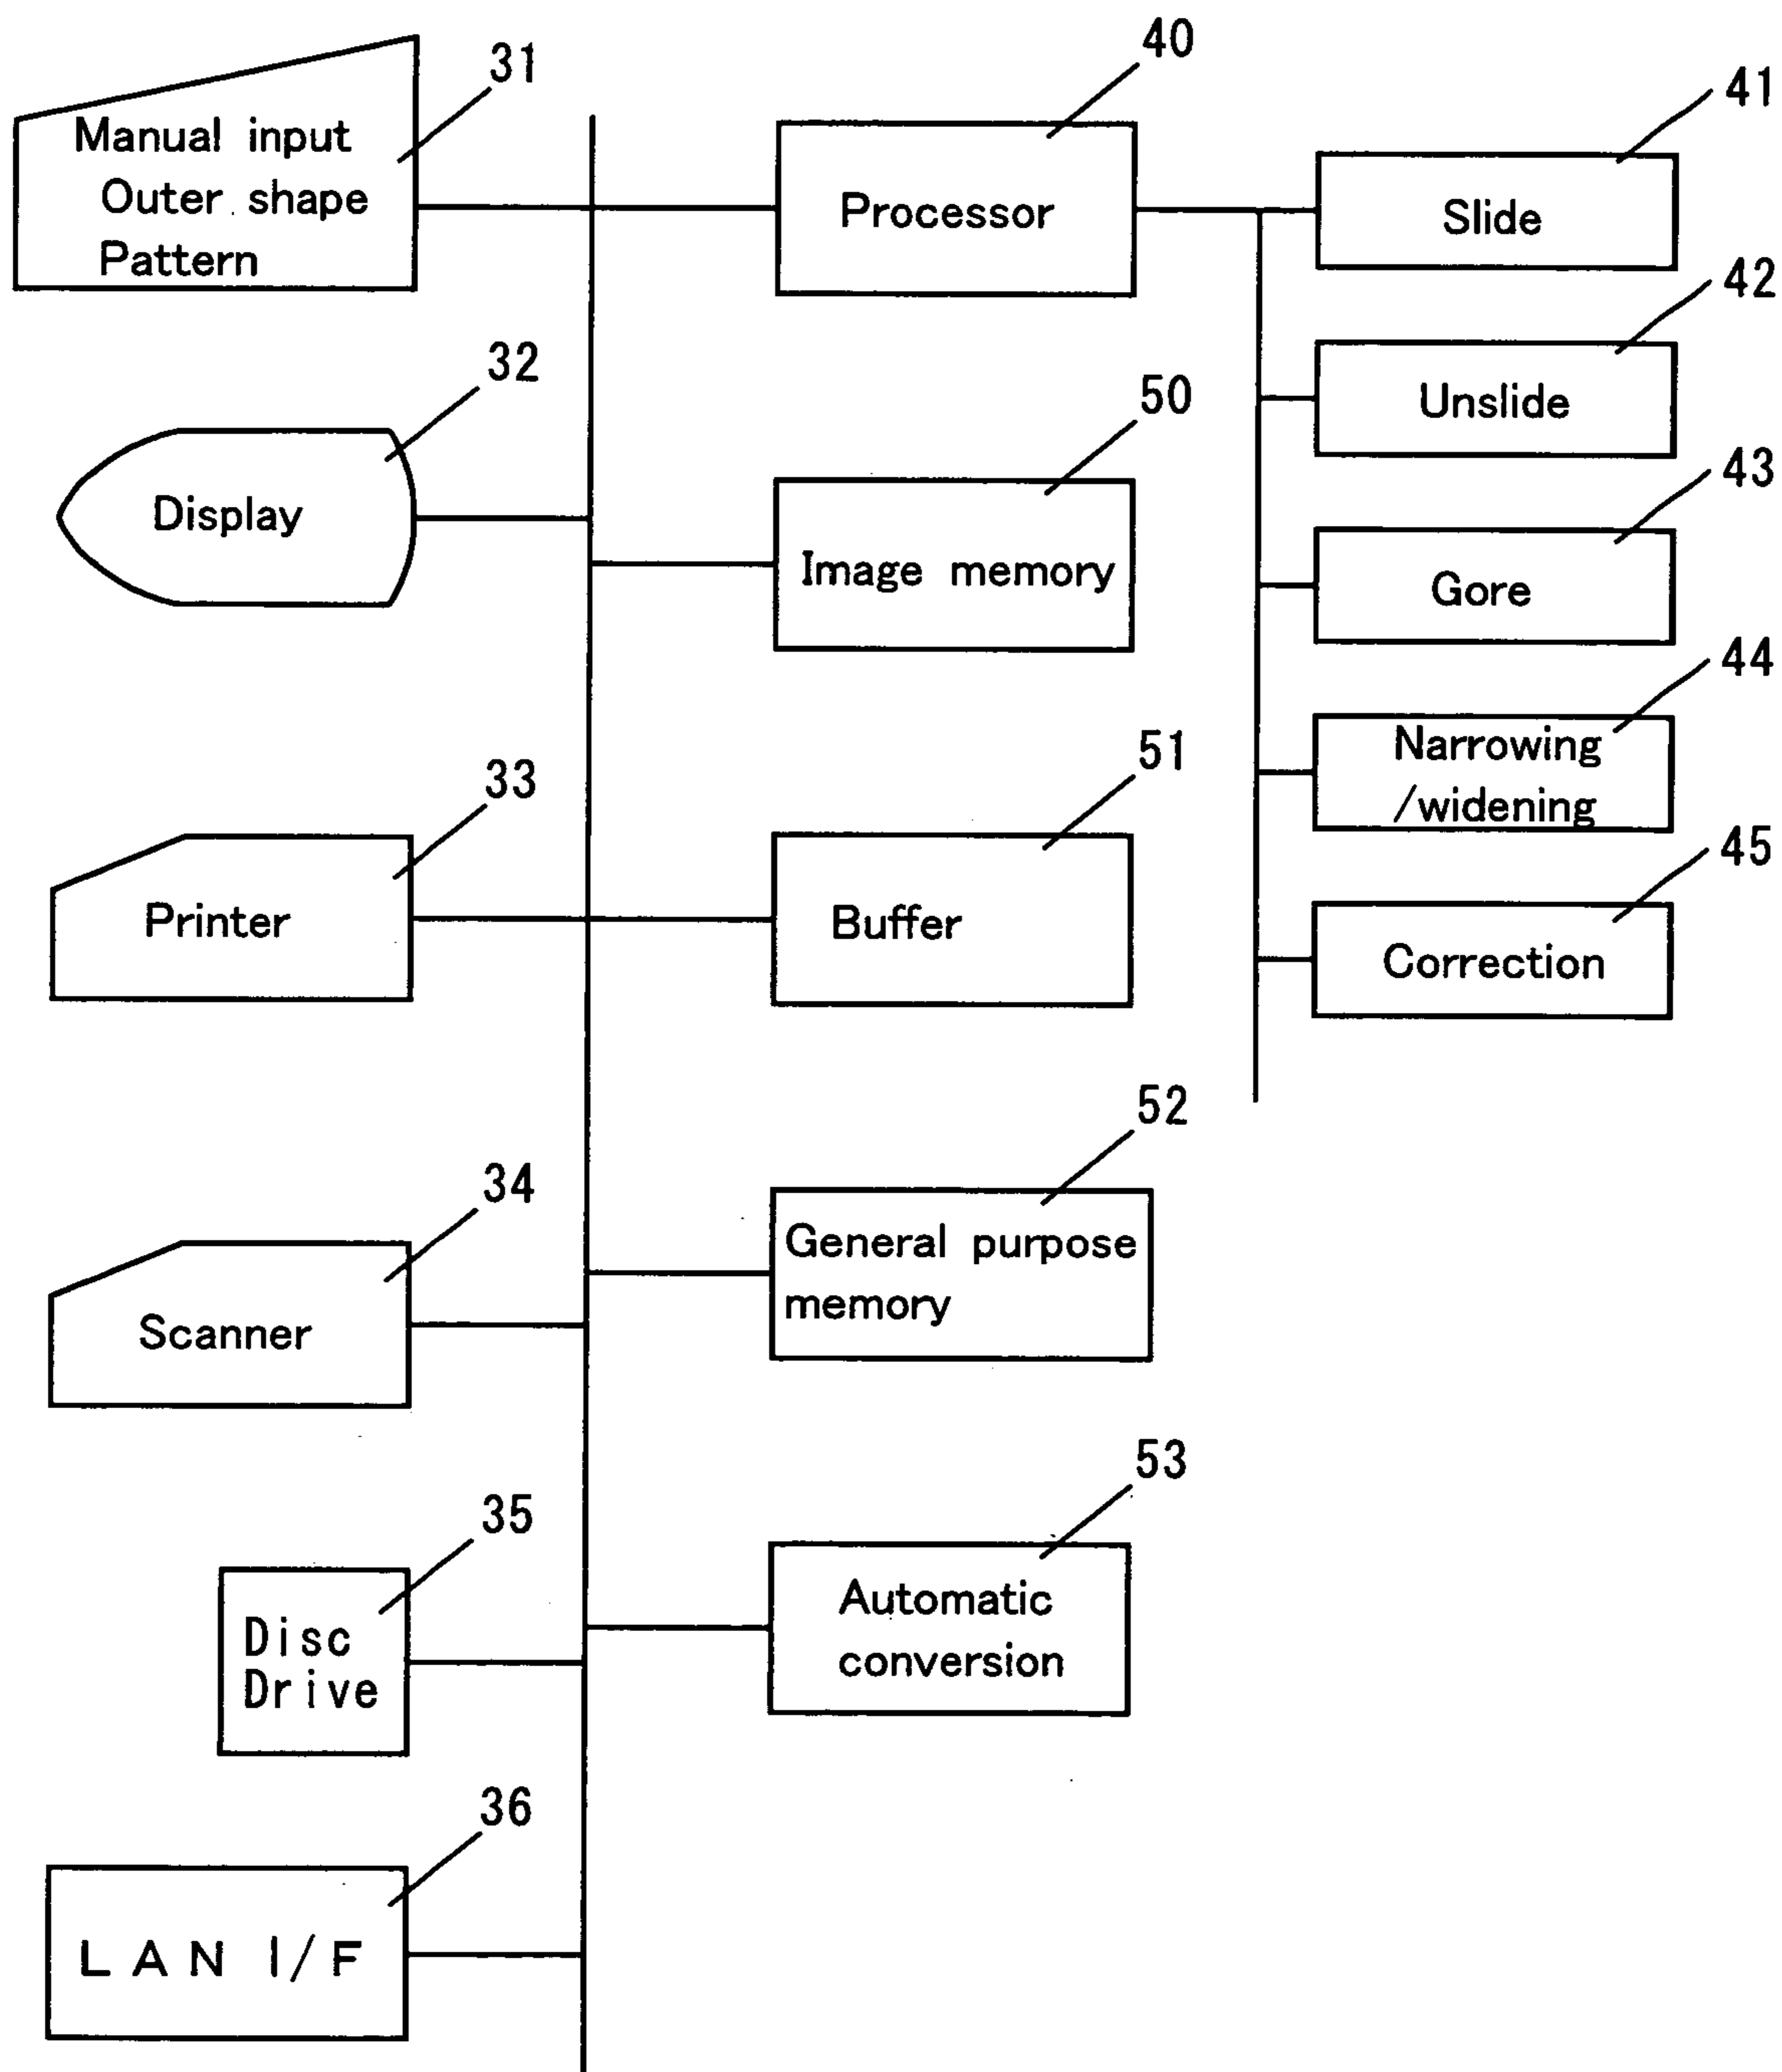 31
Manual input
Outer shape
Pattern
32
Display
33
Printer
34
Scanner
35
Disc
Drive
36
LAN I/F
40
Processor
50
Image memory
51
Buffer
52
General purpose
memory
53
Automatic
conversion
41
Slide
42
Unslide
43
Gore
44
Narrowing
/widening
45
Correction